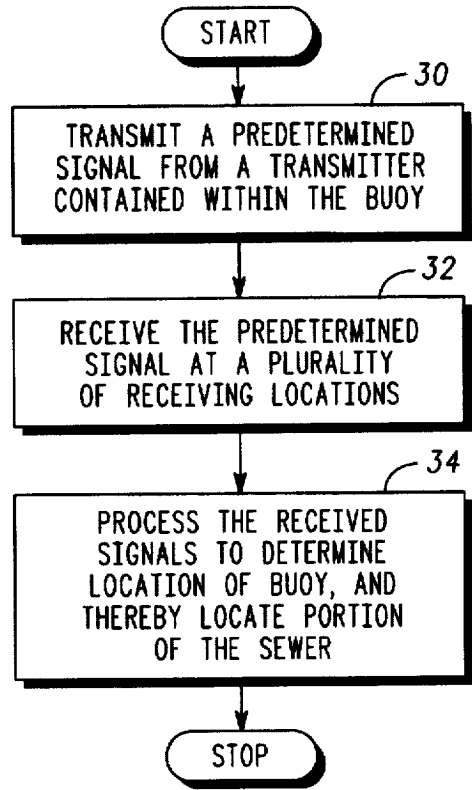 START
30
TRANSMIT A PREDETERMINED
SIGNAL FROM A TRANSMITTER
CONTAINED WITHIN THE BUOY
32
RECEIVE THE PREDETERMINED
SIGNAL AT A PLURALITY
OF RECEIVING LOCATIONS
34
PROCESS THE RECEIVED
SIGNALS TO DETERMINE
LOCATION OF BUOY, AND
THEREBY LOCATE PORTION
OF THE SEWER
STOP